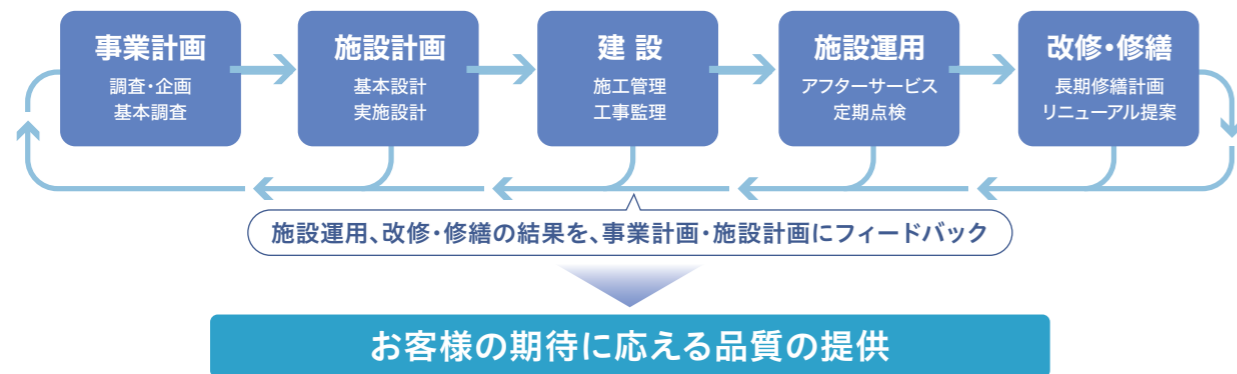 事業計画
調査・企画
基本調査
施設計画
基本設計
実施設計
建設
施工管理
工事監理
施設運用
アフターサービス
定期点検
改修・修繕
長期修繕計画
リニューアル提案
施設運用、改修・修繕の結果を、事業計画・施設計画にフィードバック
お客様の期待に応える品質の提供